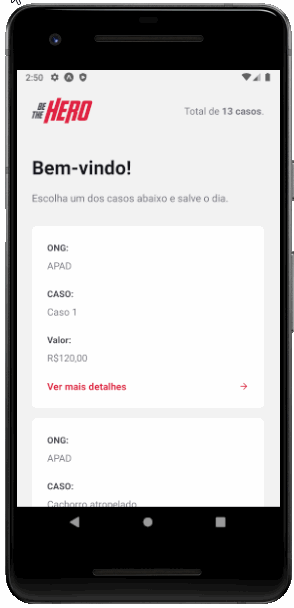 2:50
BE
THE
HERO
Total de 13 casos.
Bem-vindo!
Escolha um dos casos abaixo e salve o dia.
ONG:
APAD
CASO:
Caso 1
Valor:
R$120,00
Ver mais detalhes
ONG:
APAD
CASO:
Cachorro atropelado